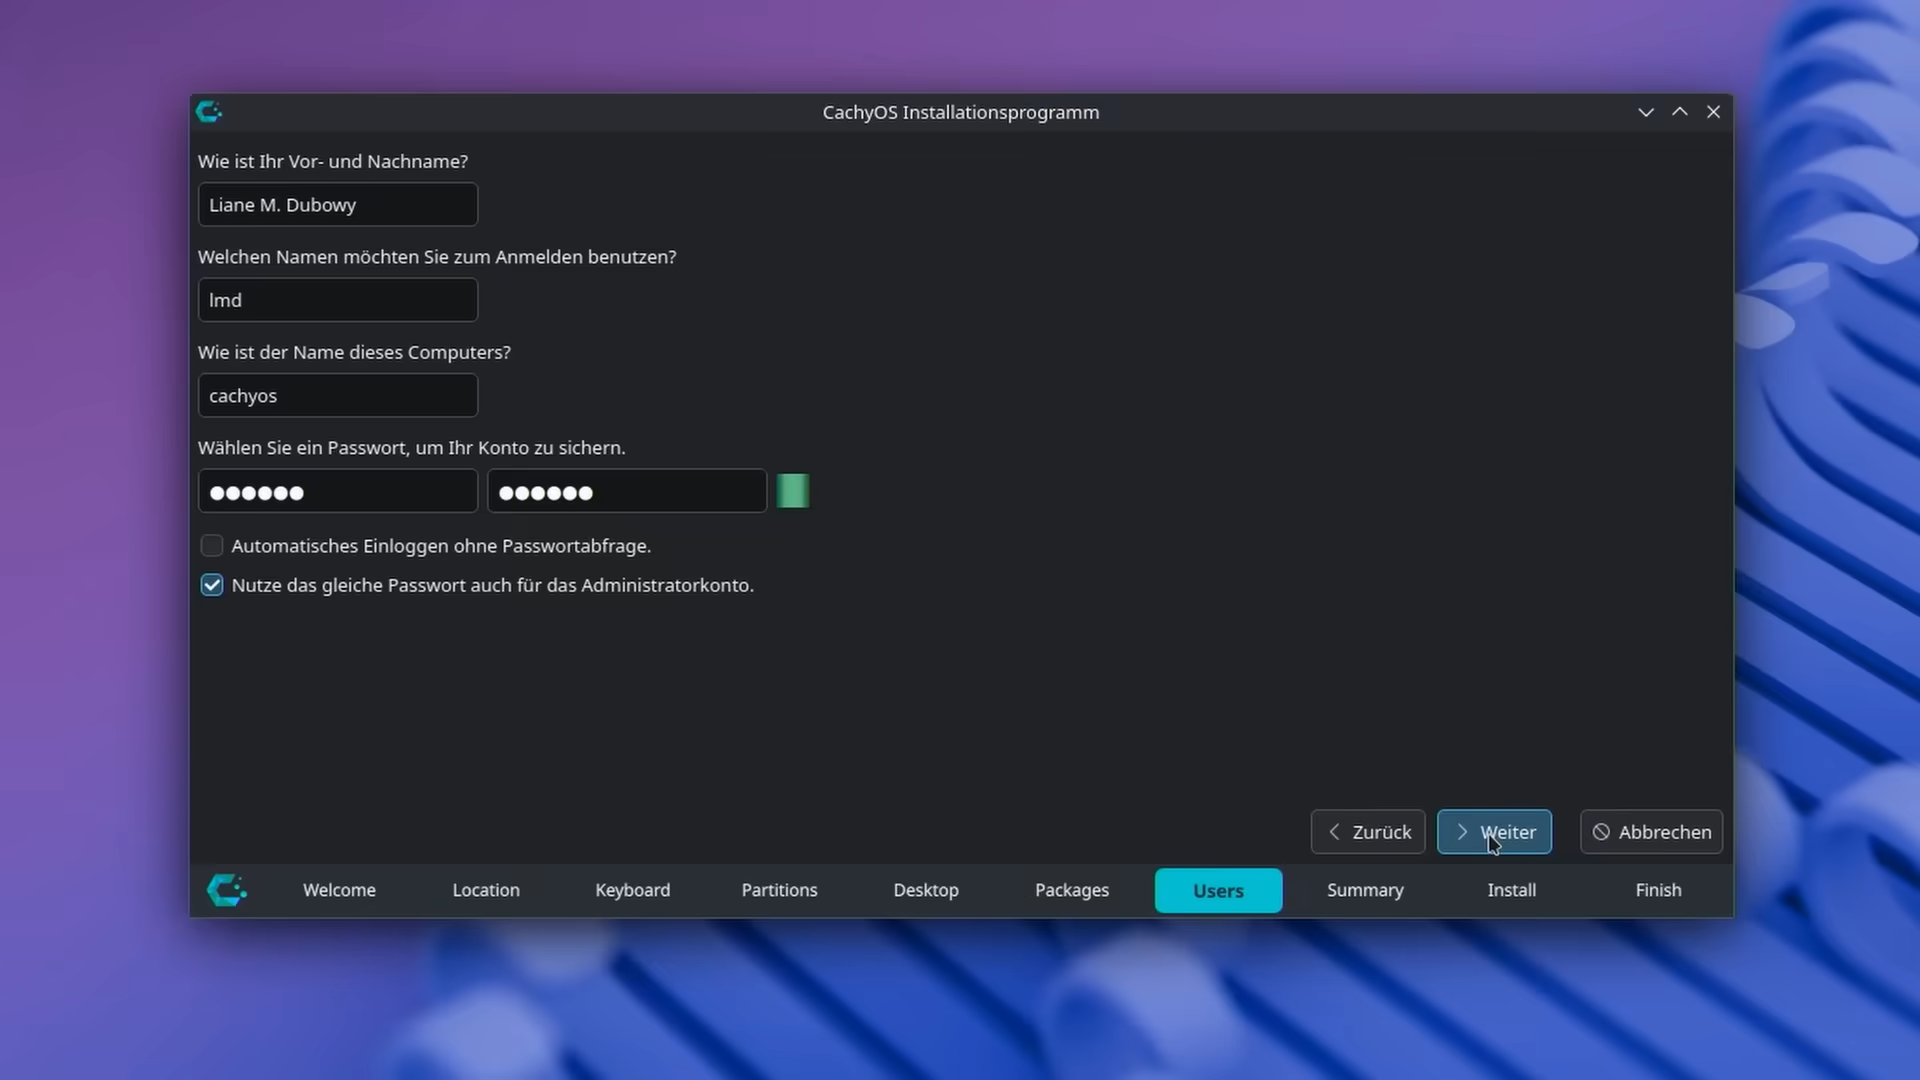 CachyOS Installationsprogramm
Wie ist Ihr Vor- und Nachname?
Liane M. Dubowy
Welchen Namen möchten Sie zum Anmelden benutzen?
lmd
Wie ist der Name dieses Computers?
cachyos
Wählen Sie ein Passwort, um Ihr Konto zu sichern.
●●●●●● ●●●●●●
Automatisches Einloggen ohne Passwortabfrage.
Nutze das gleiche Passwort auch für das Administratorkonto.
Zurück Weiter Abbrechen
Welcome Location Keyboard Partitions Desktop Packages Users Summary Install Finish